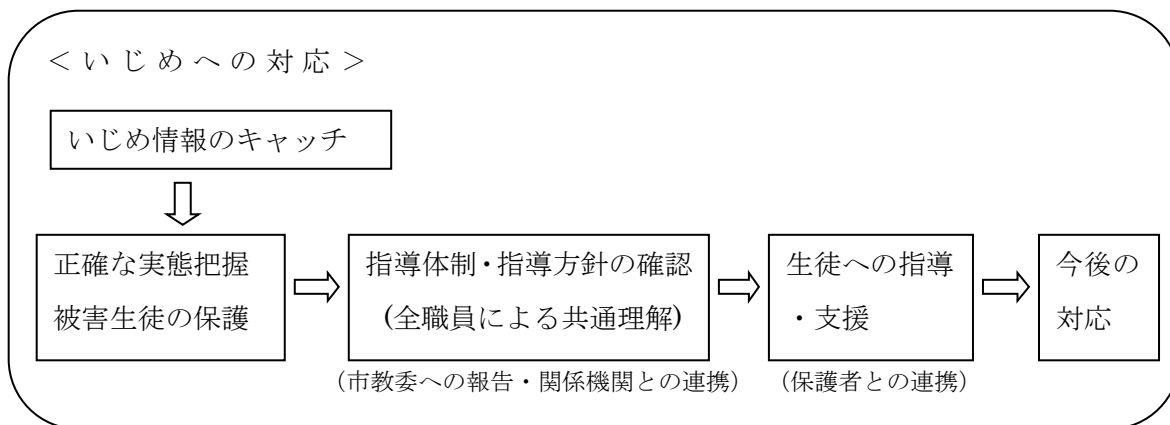 ＜いじめへの対応＞
いじめ情報のキャッチ
正確な実態把握
被害生徒の保護
指導体制・指導方針の確認
(全職員による共通理解)
(市教委への報告・関係機関との連携)
生徒への指導
・支援
(保護者との連携)
今後の
対応